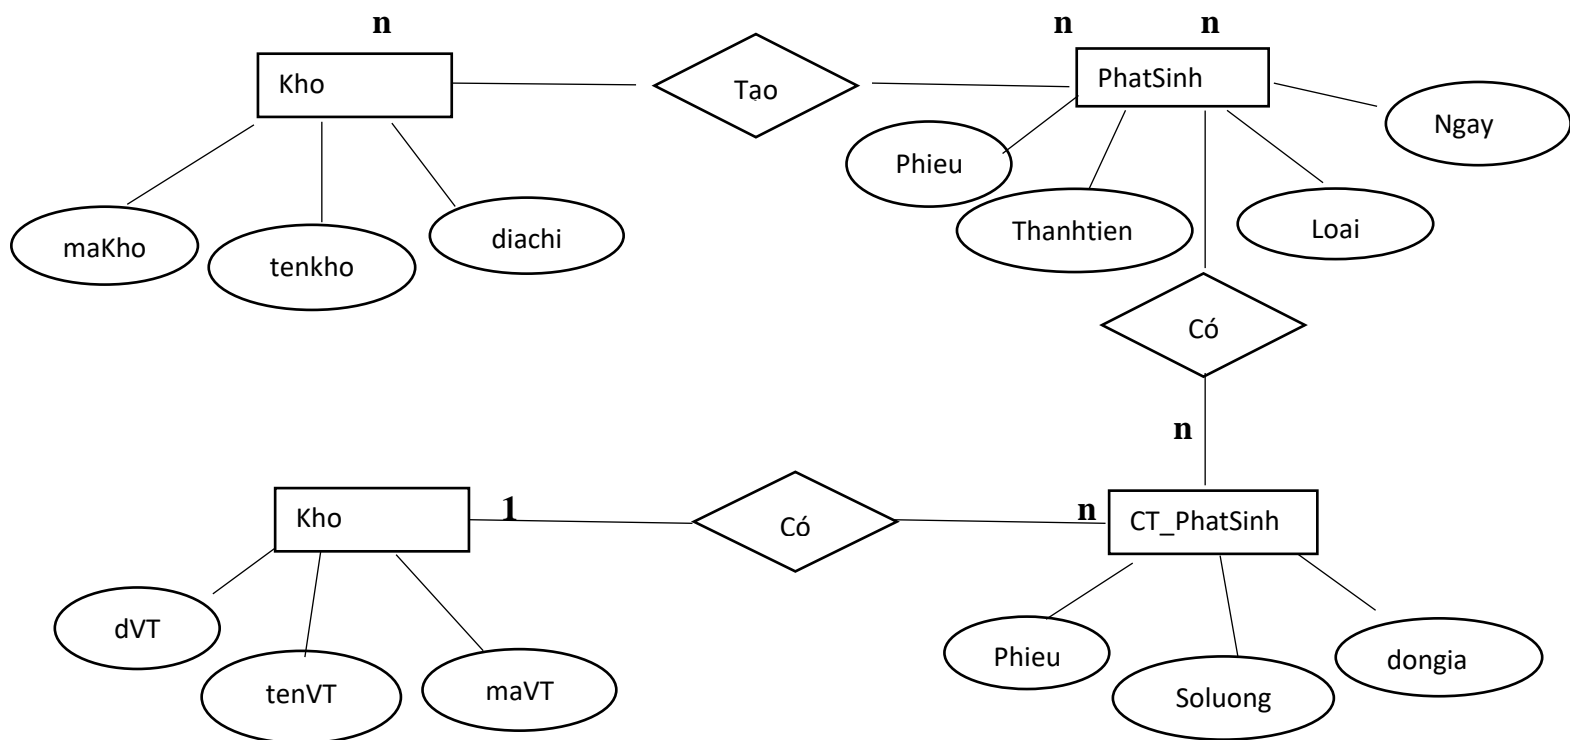 n
n
n
Kho
Tạo
PhatSinh
Ngay
Phieu
Thanhtien
Loai
maKho
tenkho
diachi
Có
n
Kho
1
Có
n
CT_PhatSinh
dVT
tenVT
maVT
Phieu
Soluong
dongia